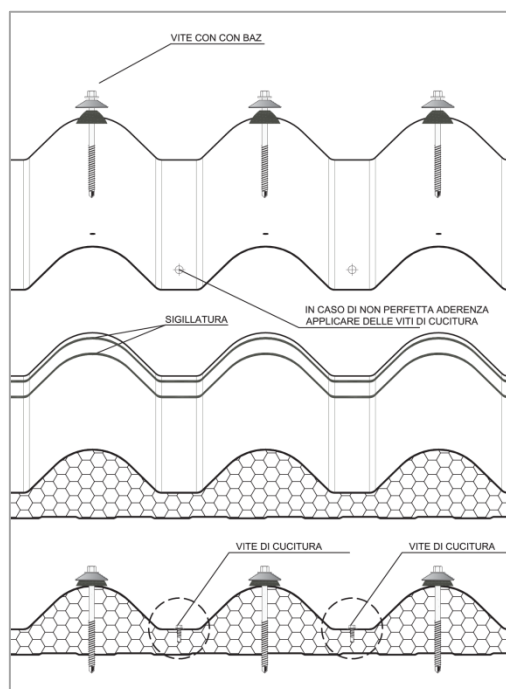 VITE CON CON BAZ
IN CASO DI NON PERFETTA ADERENZA
APPLICARE DELLE VITI DI CUCITURA
SIGILLATURA
VITE DI CUCITURA
VITE DI CUCITURA